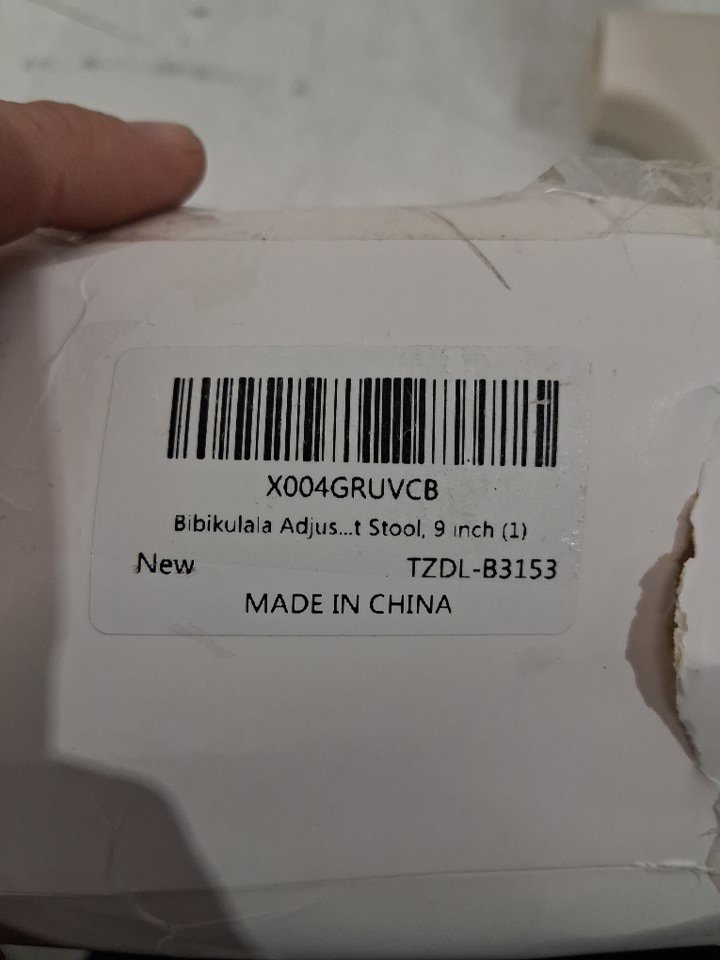 X004GRUVCB
Bibikulala Adjus...t Stool, 9 inch (1)
New TZDL-B3153
MADE IN CHINA